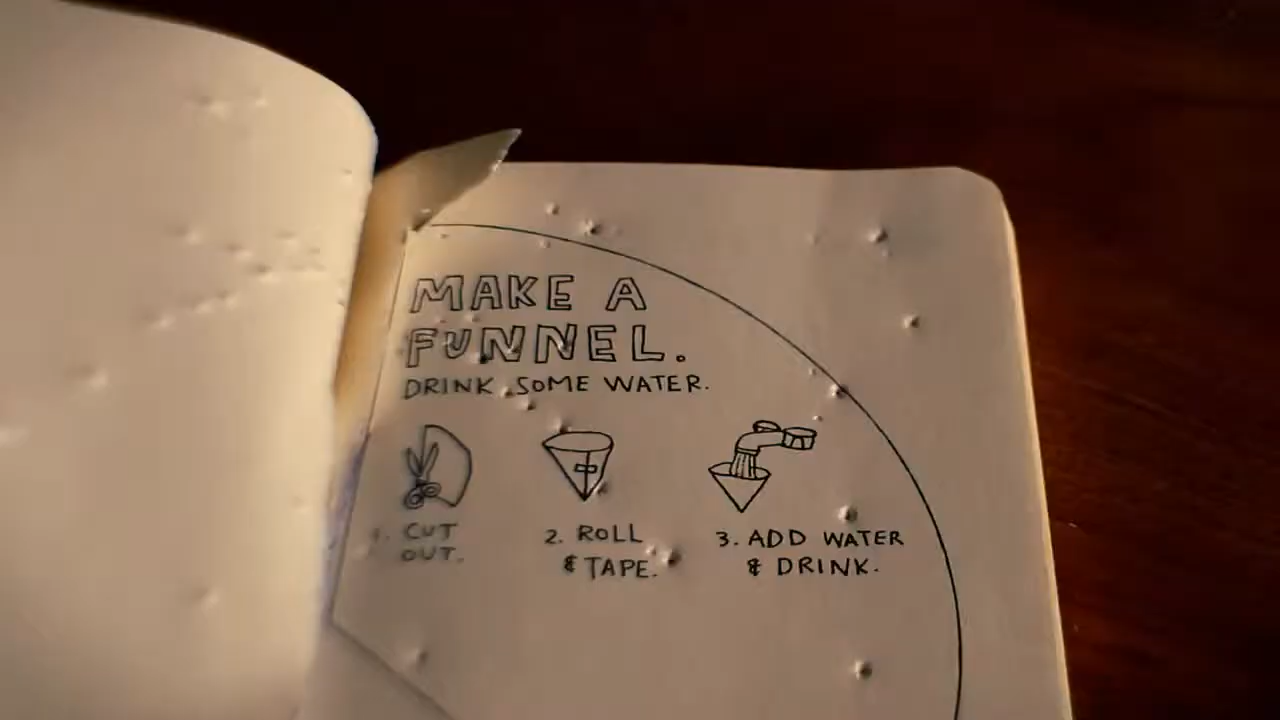 MAKE A
FUNNEL.
DRINK SOME WATER.
1. CUT
OUT.
2. ROLL
& TAPE.
3. ADD WATER
& DRINK.